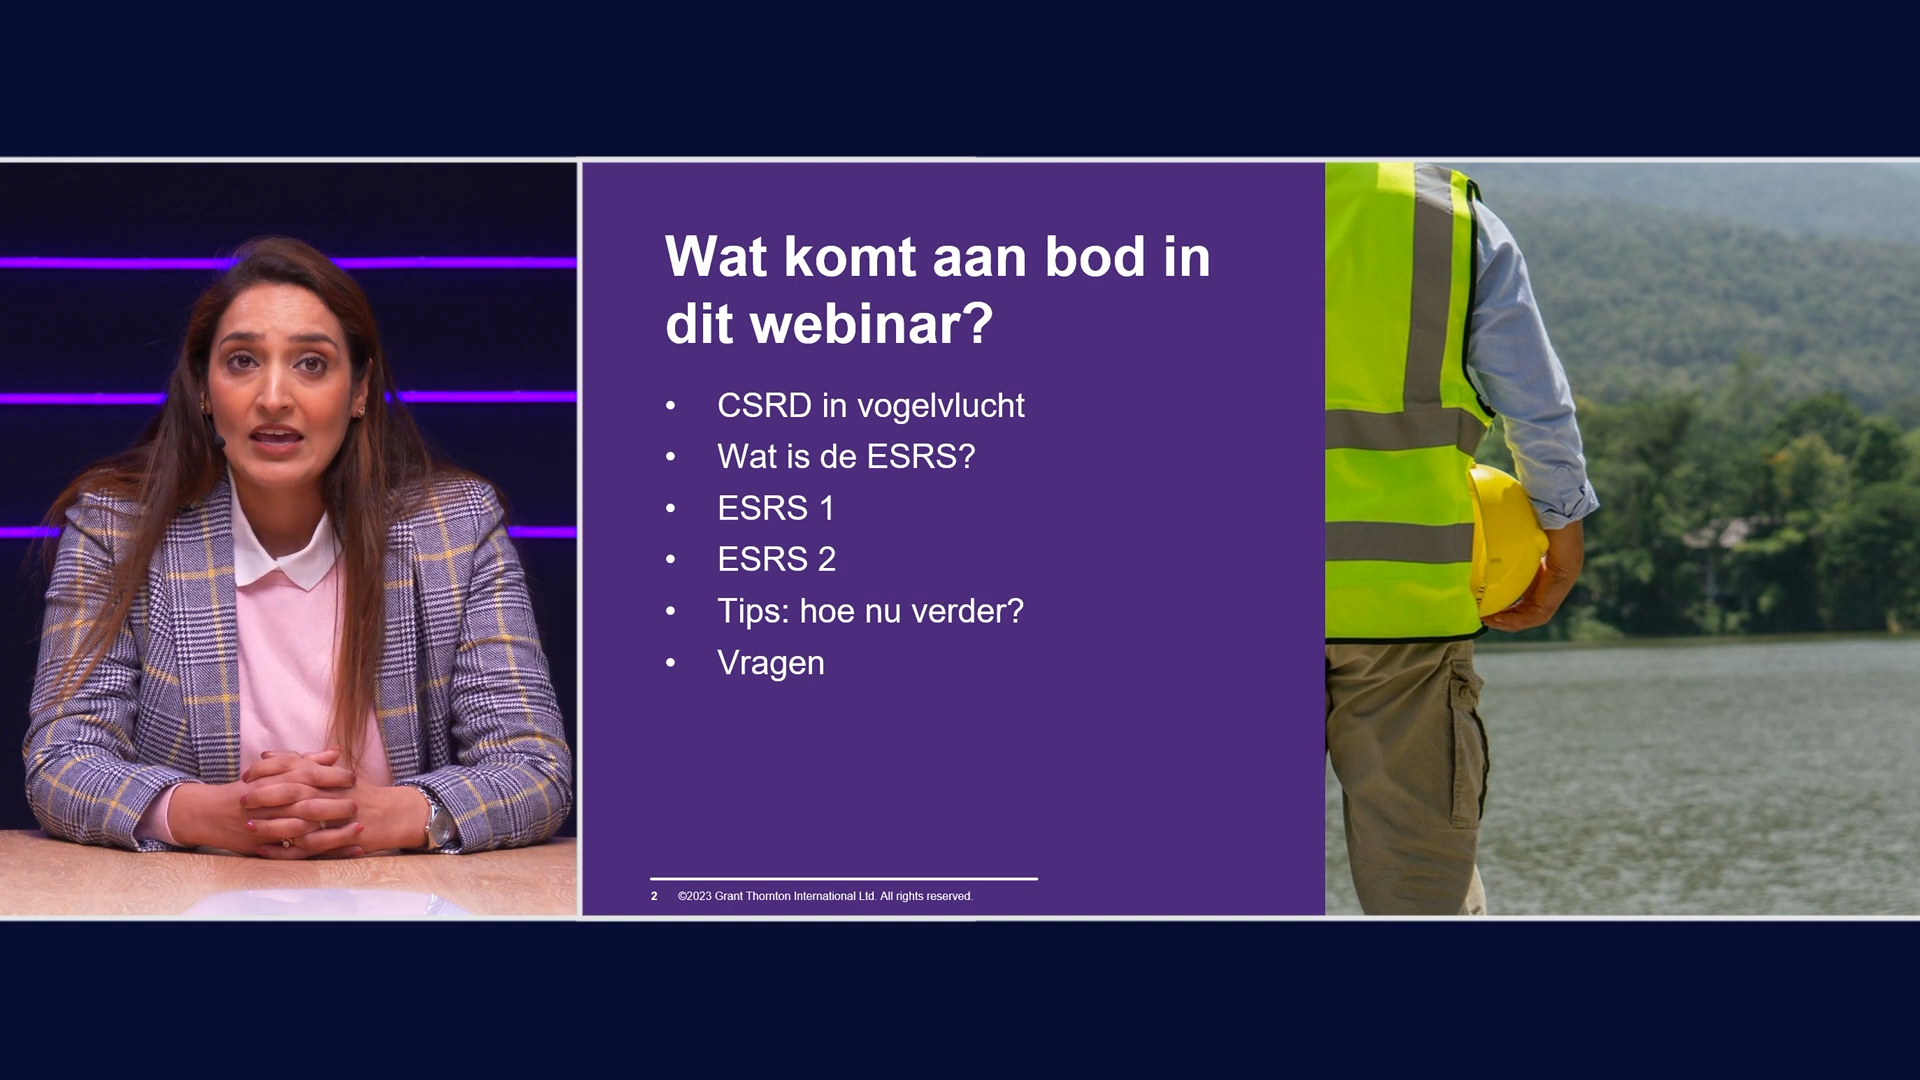 Wat komt aan bod in
dit webinar?
• CSRD in vogelvlucht
• Wat is de ESRS?
• ESRS 1
• ESRS 2
• Tips: hoe nu verder?
• Vragen
2 ©2023 Grant Thornton International Ltd. All rights reserved.